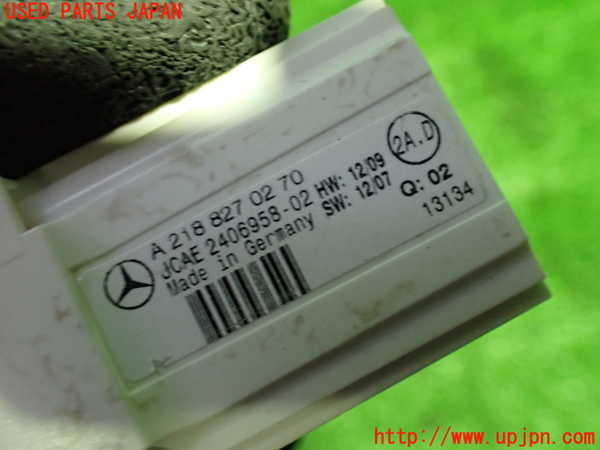 USED PARTS JAPAN
A 218 827 02 70
JCAE 2406958-02
Made in Germany
HW: 12/09
SW: 12/07
2A.D
Q: 02
13134
http://www.upjpn.com/